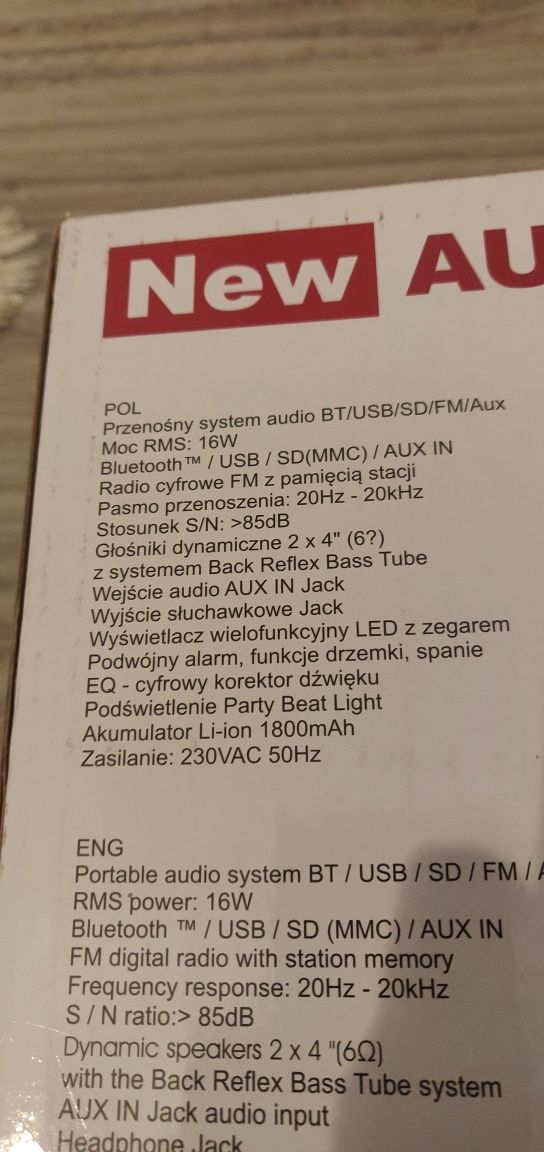 New AU
POL
Przenośny system audio BT/USB/SD/FM/Aux
Moc RMS: 16W
Bluetooth™ / USB / SD(MMC) / AUX IN
Radio cyfrowe FM z pamięcią stacji
Pasmo przenoszenia: 20Hz - 20kHz
Stosunek S/N: >85dB
Głośniki dynamiczne 2 x 4" (6?)
z systemem Back Reflex Bass Tube
Wejście audio AUX IN Jack
Wyjście słuchawkowe Jack
Wyświetlacz wielofunkcyjny LED z zegarem
Podwójny alarm, funkcje drzemki, spanie
EQ - cyfrowy korektor dźwięku
Podświetlenie Party Beat Light
Akumulator Li-ion 1800mAh
Zasilanie: 230VAC 50Hz
ENG
Portable audio system BT / USB / SD / FM /
RMS power: 16W
Bluetooth ™ / USB / SD (MMC) / AUX IN
FM digital radio with station memory
Frequency response: 20Hz - 20kHz
S / N ratio:> 85dB
Dynamic speakers 2 x 4 "(6Ω)
with the Back Reflex Bass Tube system
AUX IN Jack audio input
Headphone Jack